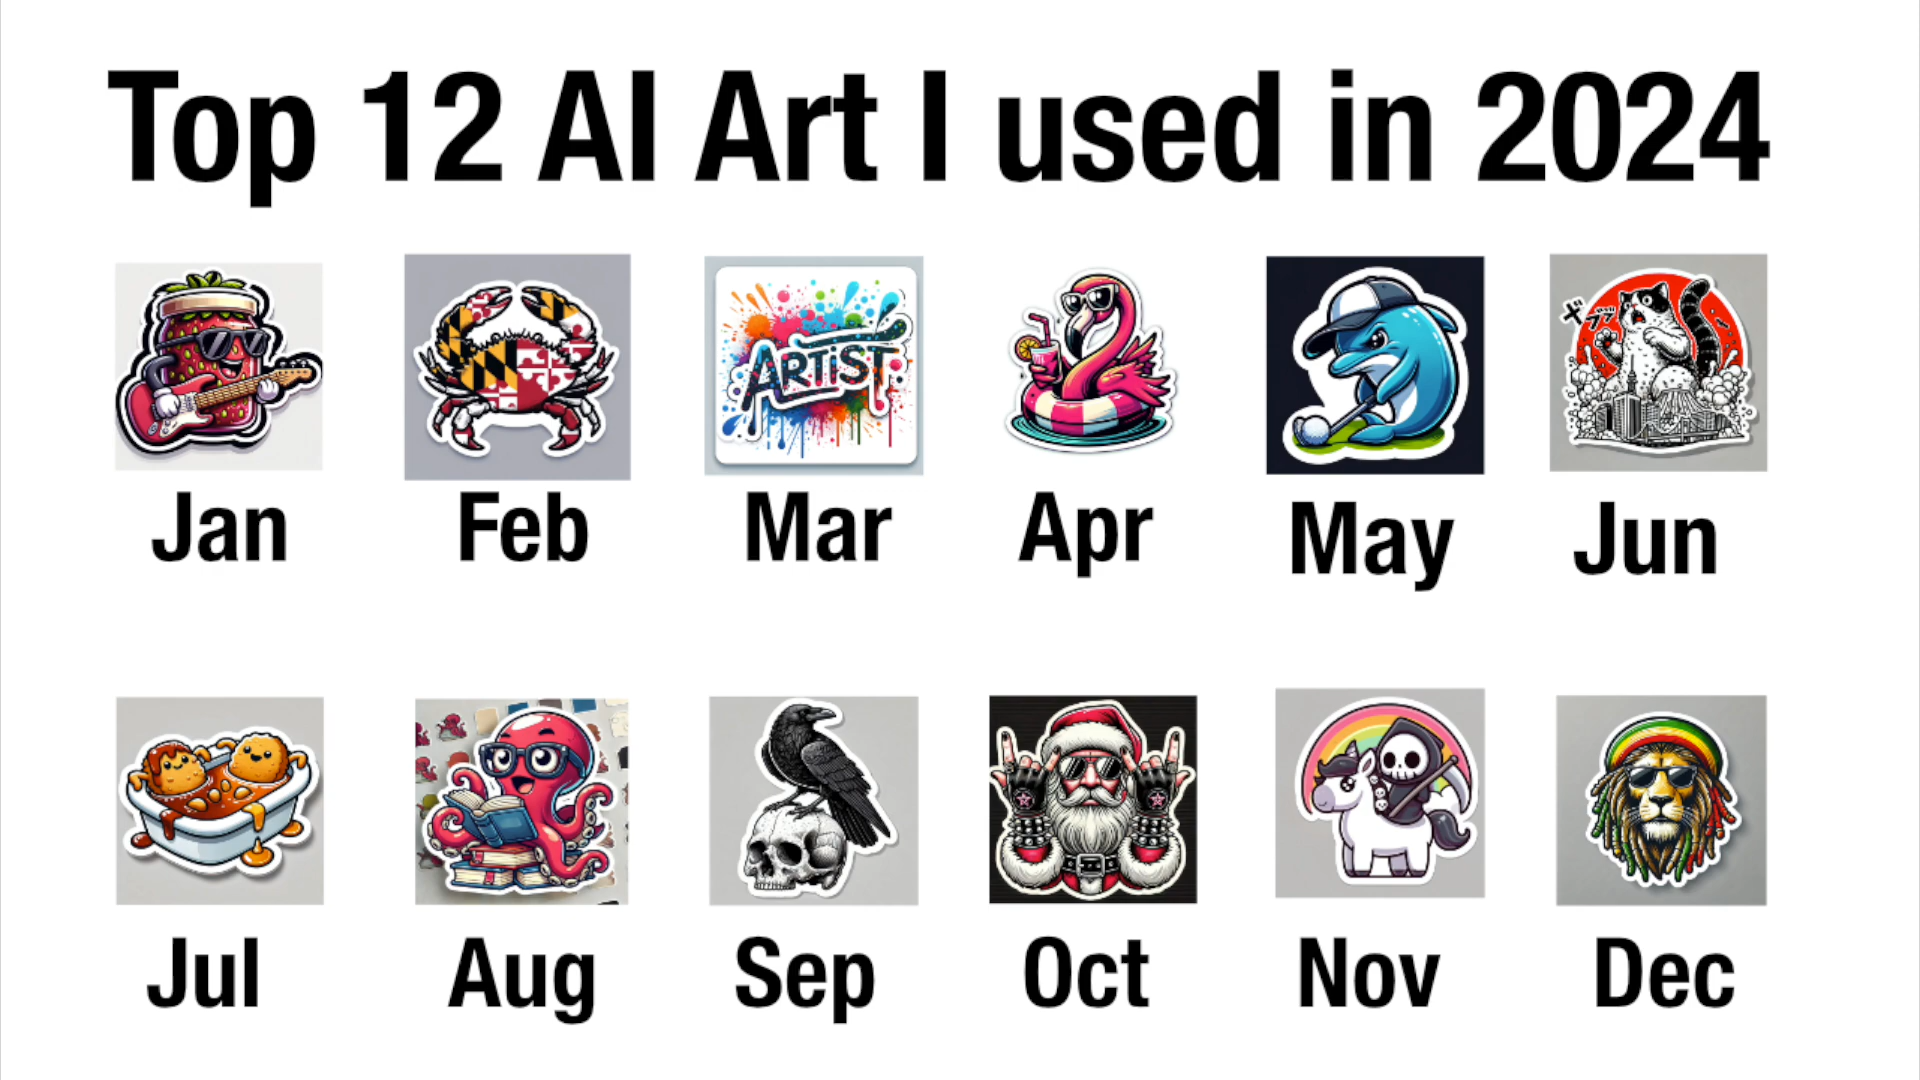 Top 12 AI Art I used in 2024
ARTiST
Jan Feb Mar Apr May Jun
Jul Aug Sep Oct Nov Dec